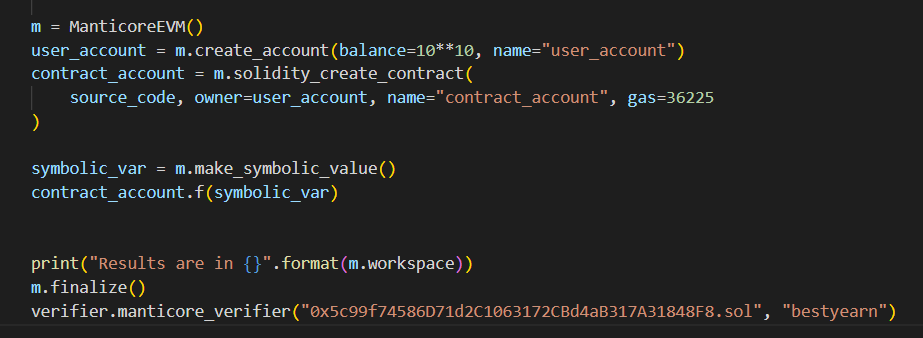 m = ManticoreEVM()
user_account = m.create_account(balance=10**10, name="user_account")
contract_account = m.solidity_create_contract(
    source_code, owner=user_account, name="contract_account", gas=36225
)
symbolic_var = m.make_symbolic_value()
contract_account.f(symbolic_var)
print("Results are in {}".format(m.workspace))
m.finalize()
verifier.manticore_verifier("0x5c99f74586D71d2C1063172CBd4aB317A31848F8.sol", "bestyearn")